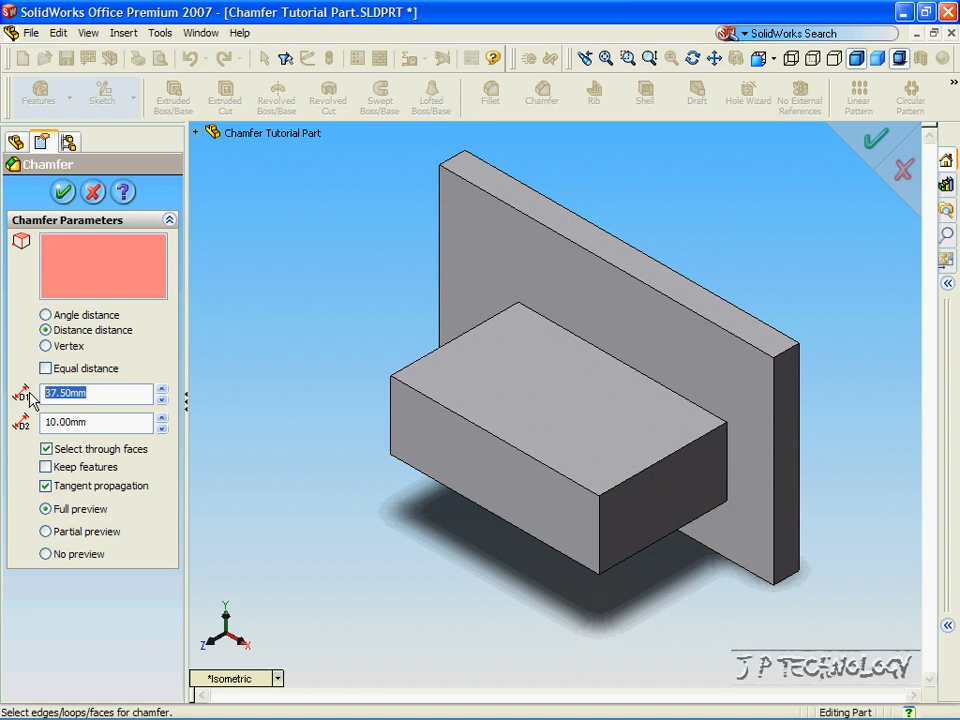 SolidWorks Office Premium 2007 - [Chamfer Tutorial Part.SLDPRT *]
File Edit View Insert Tools Window Help
SolidWorks Search
Features Sketch Extruded Boss/Base Extruded Cut Revolved Boss/Base Revolved Cut Swept Boss/Base Lofted Boss/Base Fillet Chamfer Rib Shell Draft Hole Wizard No External References Linear Pattern Circular Pattern
Chamfer Tutorial Part
Chamfer
Chamfer Parameters
Angle distance
Distance distance
Vertex
Equal distance
D1 37.50mm
D2 10.00mm
Select through faces
Keep features
Tangent propagation
Full preview
Partial preview
No preview
Y
Z X
*Isometric
J P TECHNOLOGY
Select edges/loops/faces for chamfer.
Editing Part